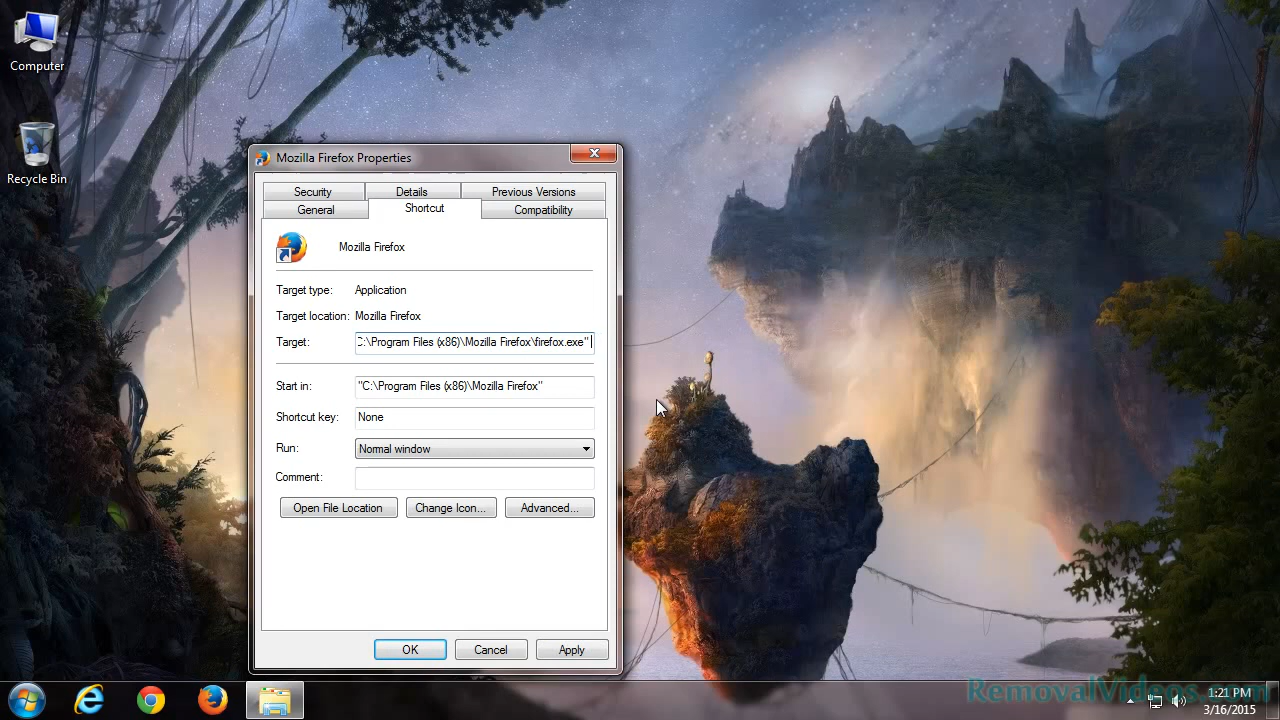 Computer
Recycle Bin
Mozilla Firefox Properties
Security Details Previous Versions
General Shortcut Compatibility
Mozilla Firefox
Target type: Application
Target location: Mozilla Firefox
Target: C:\Program Files (x86)\Mozilla Firefox\firefox.exe"
Start in: "C:\Program Files (x86)\Mozilla Firefox"
Shortcut key: None
Run: Normal window
Comment:
Open File Location Change Icon... Advanced...
OK Cancel Apply
RemovalVideos.com
1:21 PM
3/16/2015